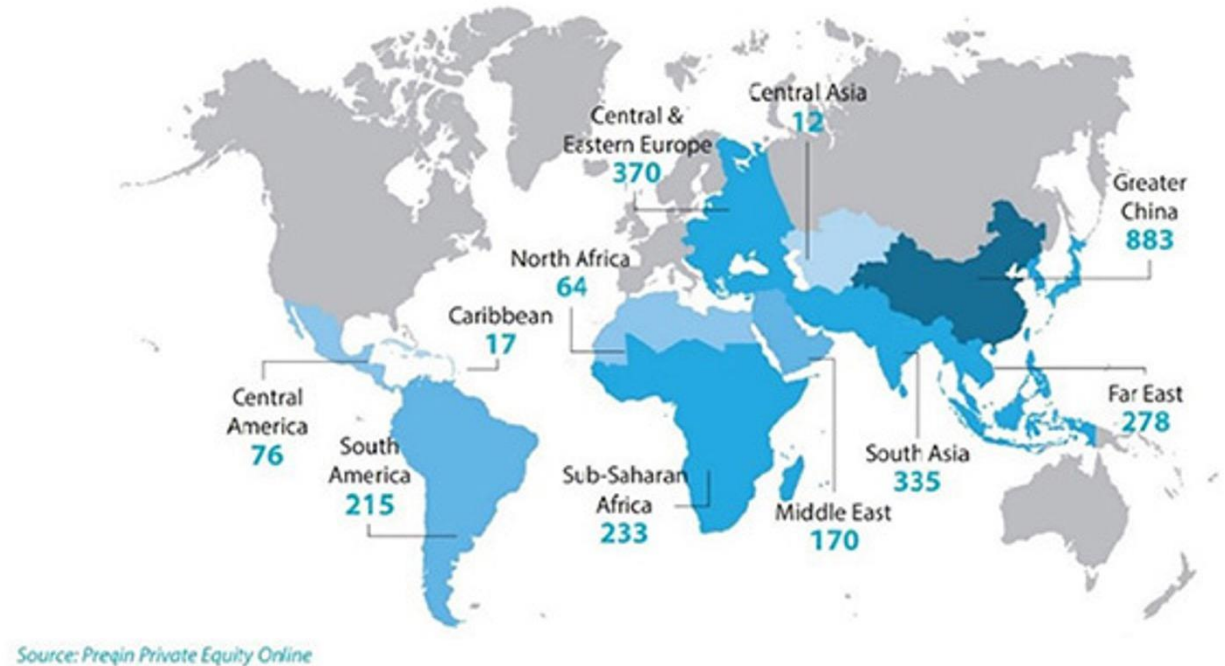 Central Asia
12
Central &
Eastern Europe
370
Greater
China
883
North Africa
64
Caribbean
17
Central
America
76
South
America
215
Far East
278
South Asia
335
Sub-Saharan
Africa
233
Middle East
170
Source: Preqin Private Equity Online